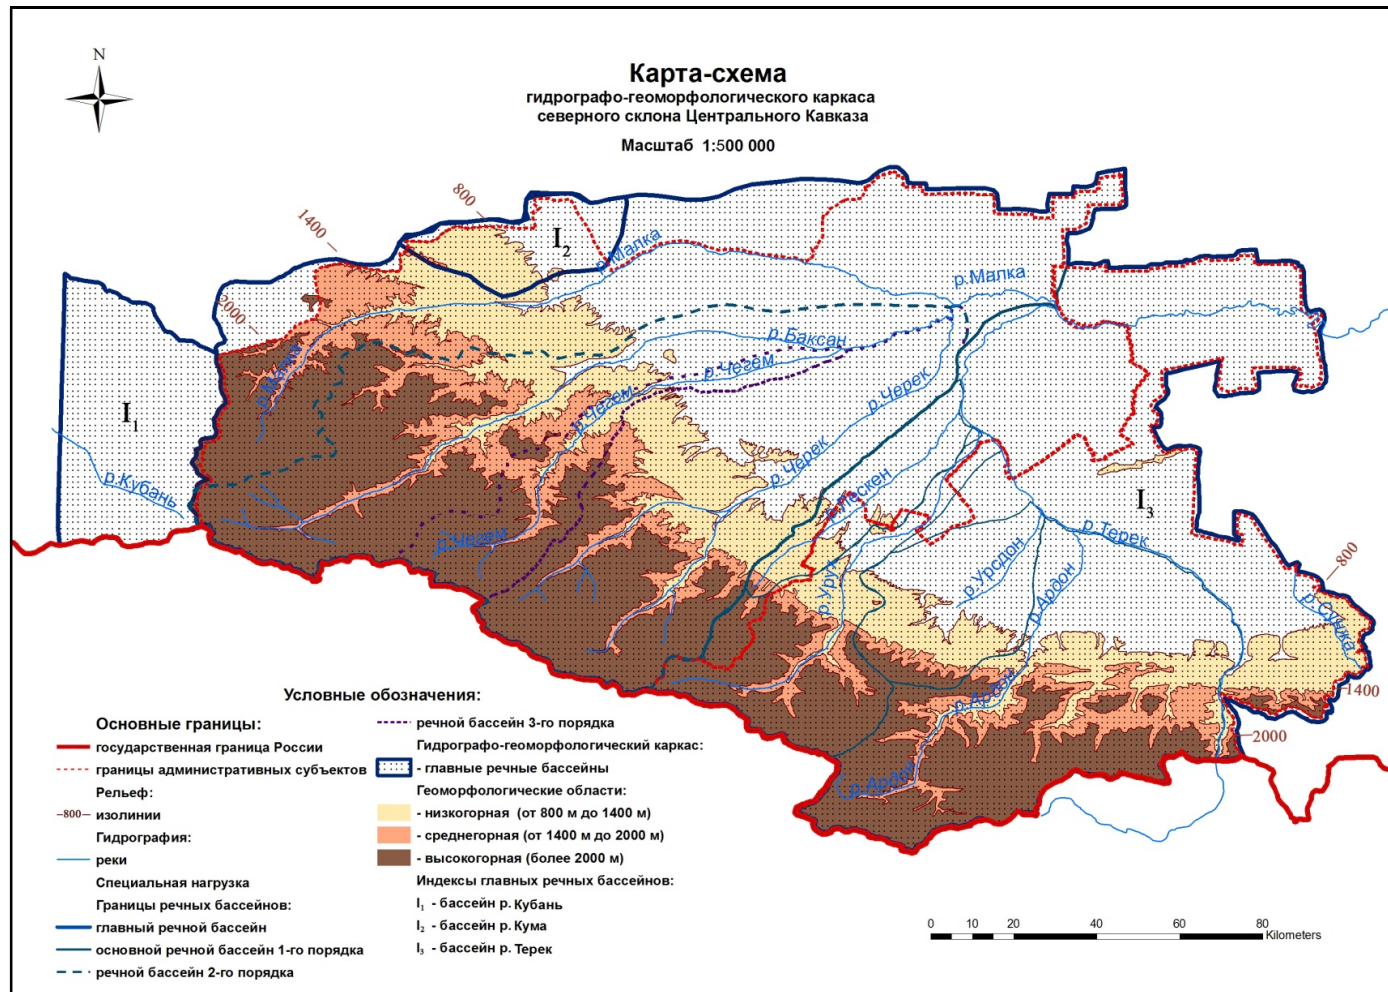 N
Карта-схема
гидрографо-геоморфологического каркаса
северного склона Центрального Кавказа
Масштаб 1:500 000
800
1400
2000
I₂
р.Малка
р.Малка
р.Баксан
р.Чегем
р.Малка
р.Черек
I₁
р.Чегем
р.Черек
р.Кубань
р.Лескен
I₃
р.Терек
р.Чегем
800
р.Урсдон
р.Урух
р.Ардон
р.Сунжа
р.Ардон
1400
2000
р.Ардон
Условные обозначения:
Основные границы:
государственная граница России
границы административных субъектов
Рельеф:
–800– изолинии
Гидрография:
реки
Специальная нагрузка
Границы речных бассейнов:
главный речной бассейн
основной речной бассейн 1-го порядка
речной бассейн 2-го порядка
речной бассейн 3-го порядка
Гидрографо-геоморфологический каркас:
- главные речные бассейны
Геоморфологические области:
- низкогорная (от 800 м до 1400 м)
- среднегорная (от 1400 м до 2000 м)
- высокогорная (более 2000 м)
Индексы главных речных бассейнов:
I₁ - бассейн р. Кубань
I₂ - бассейн р. Кума
I₃ - бассейн р. Терек
0 10 20 40 60 80
Kilometers